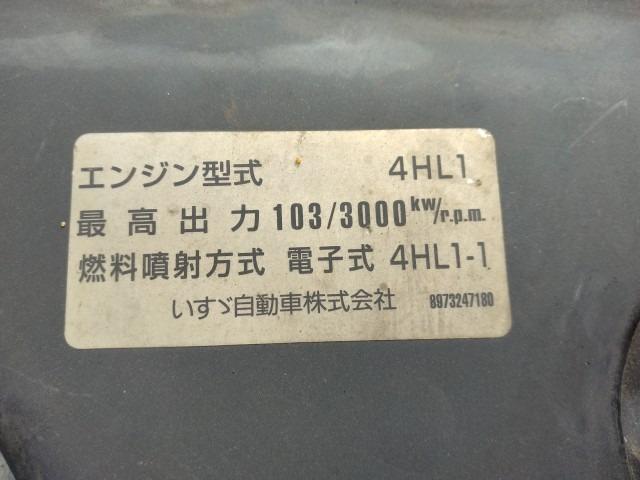 エンジン型式 4HL1
最高出力 103/3000 kw/r.p.m.
燃料噴射方式 電子式 4HL1-1
いすゞ自動車株式会社 8973247180